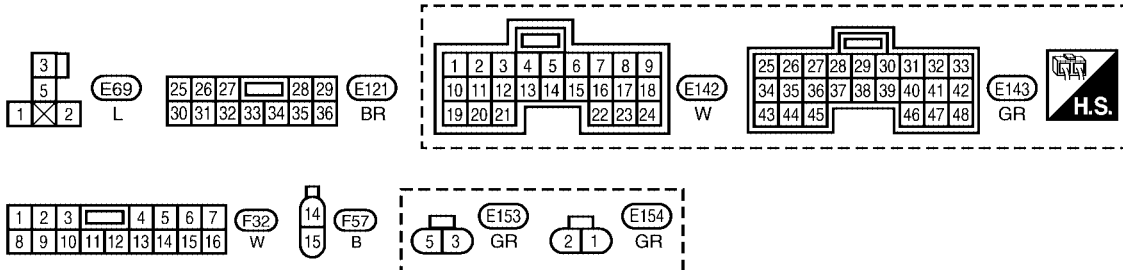 3
5
1 2
E69
L
25 26 27 28 29
30 31 32 33 34 35 36
E121
BR
1 2 3 4 5 6 7 8 9
10 11 12 13 14 15 16 17 18
19 20 21 22 23 24
E142
W
25 26 27 28 29 30 31 32 33
34 35 36 37 38 39 40 41 42
43 44 45 46 47 48
E143
GR
H.S.
1 2 3 4 5 6 7
8 9 10 11 12 13 14 15 16
F32
W
14
15
F57
B
5 3
E153
GR
2 1
E154
GR